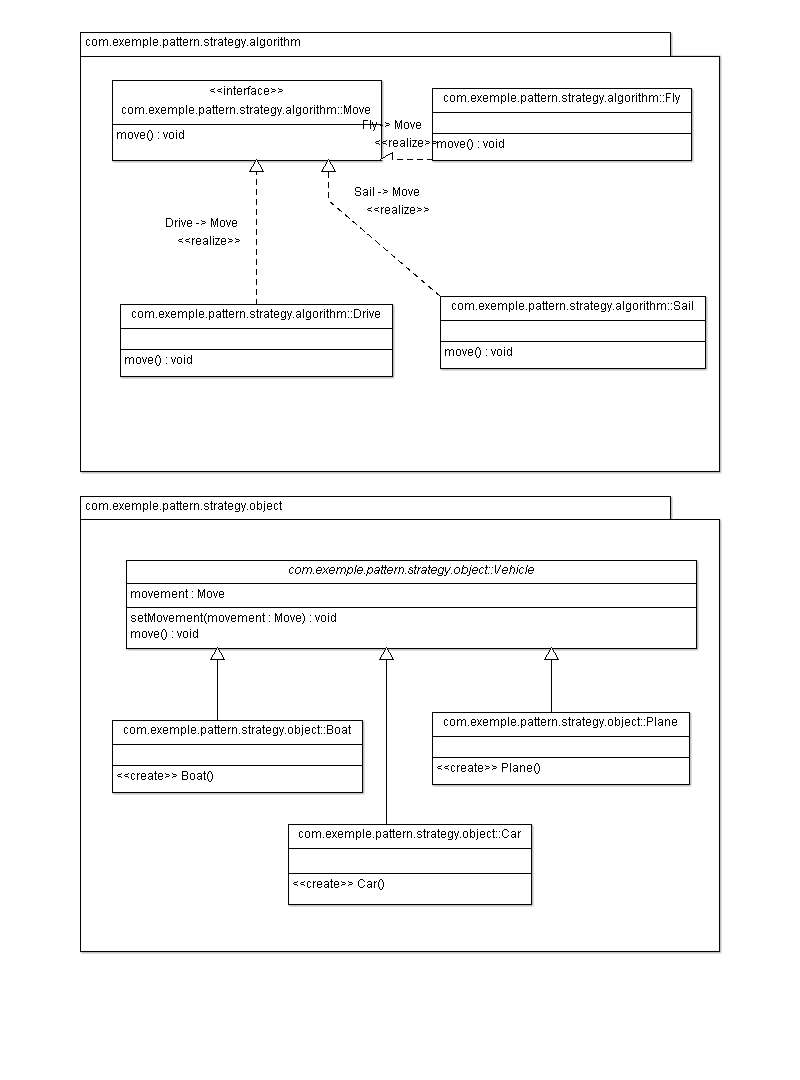 com.exemple.pattern.strategy.algorithm
<<interface>>
com.exemple.pattern.strategy.algorithm::Move
move() : void
com.exemple.pattern.strategy.algorithm::Fly
move() : void
Fly -> Move
<<realize>>
Sail -> Move
<<realize>>
Drive -> Move
<<realize>>
com.exemple.pattern.strategy.algorithm::Drive
move() : void
com.exemple.pattern.strategy.algorithm::Sail
move() : void
com.exemple.pattern.strategy.object
com.exemple.pattern.strategy.object::Vehicle
movement : Move
setMovement(movement : Move) : void
move() : void
com.exemple.pattern.strategy.object::Boat
<<create>> Boat()
com.exemple.pattern.strategy.object::Plane
<<create>> Plane()
com.exemple.pattern.strategy.object::Car
<<create>> Car()